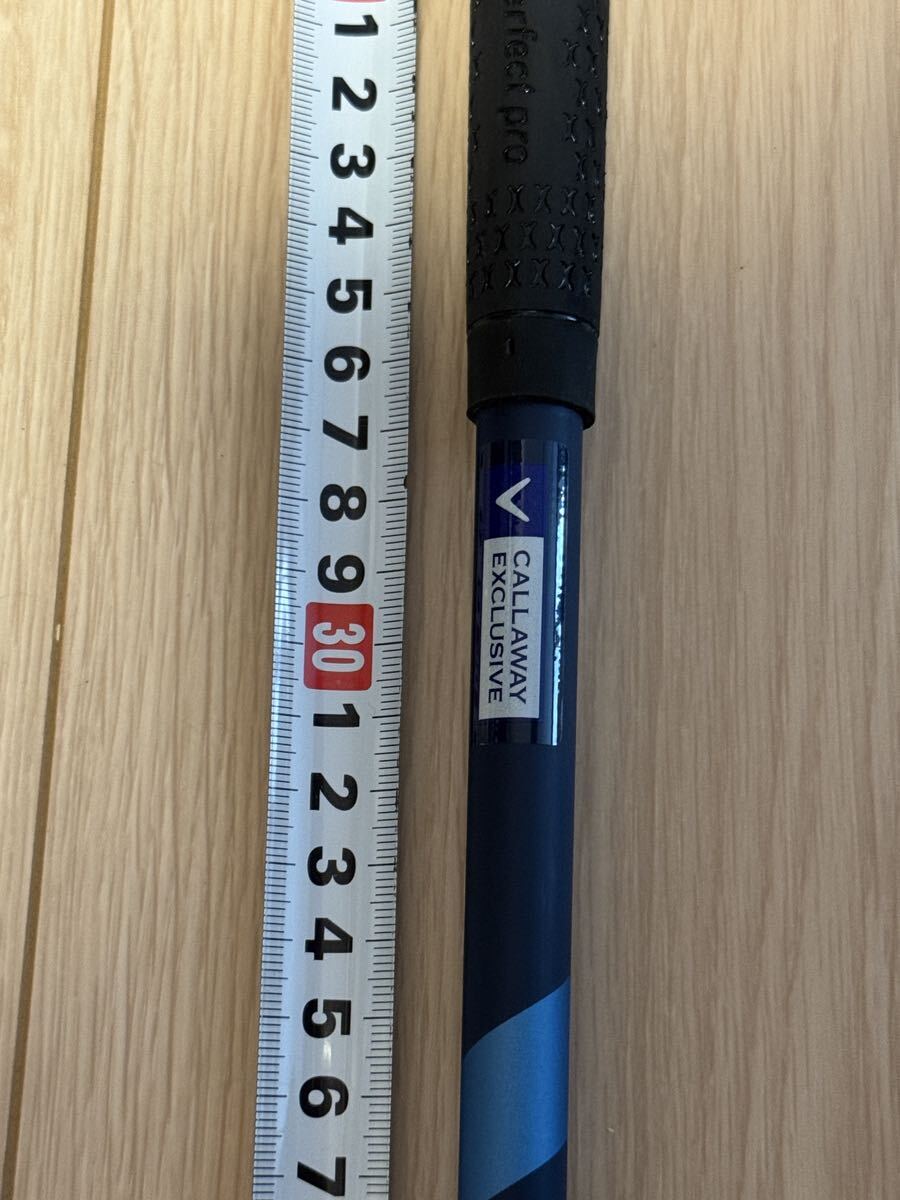 1 2 3 4 5 6 7 8 9 30 1 2 3 4 5 6 7
erfect pro
CALLAWAY
EXCLUSIVE